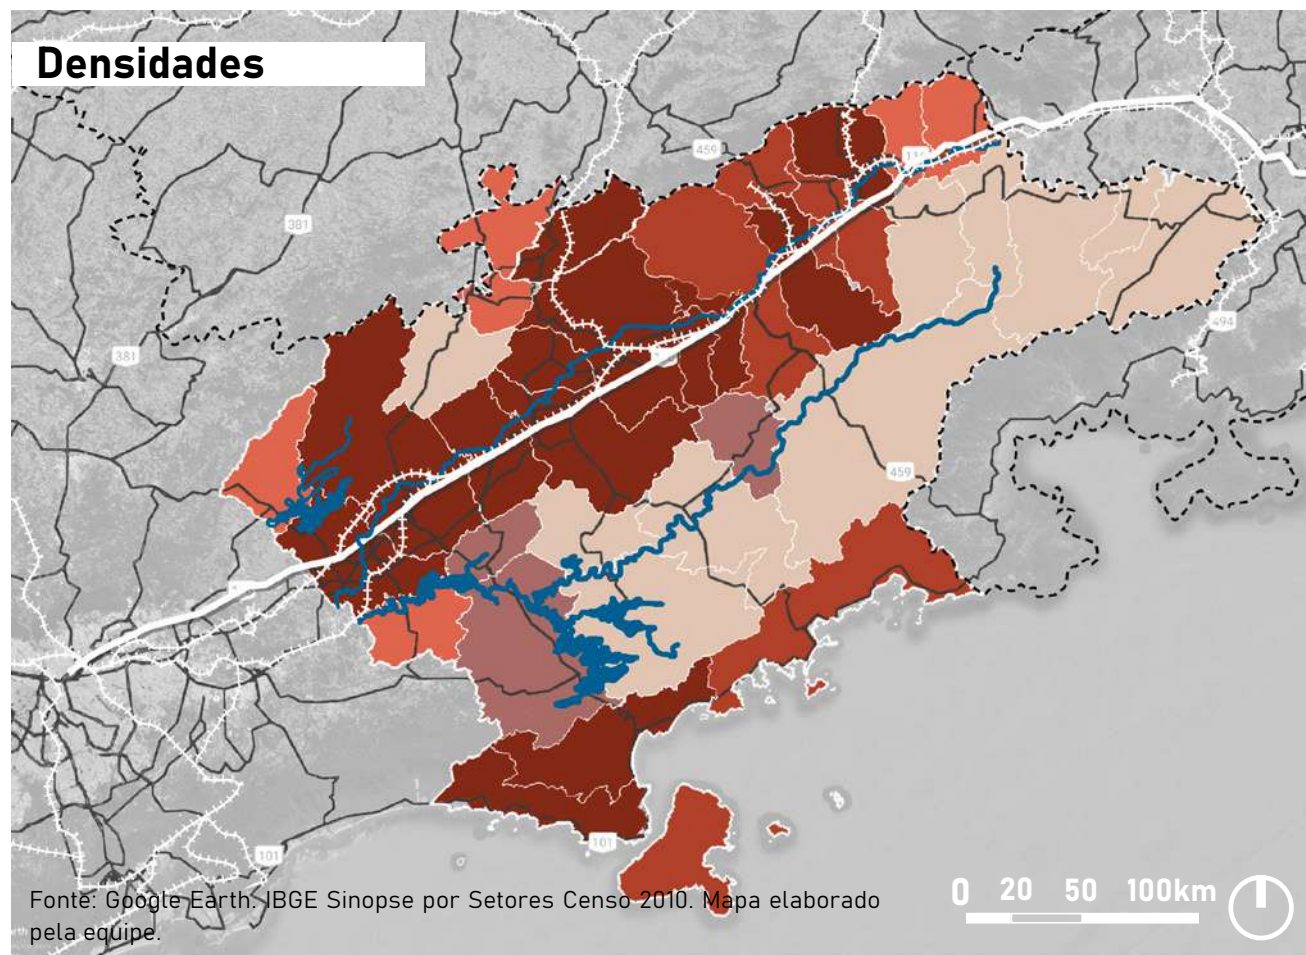 Densidades
459
116
381
381
494
459
101
101
Fonte: Google Earth. IBGE Sinopse por Setores Censo 2010. Mapa elaborado
pela equipe.
0 20 50 100km